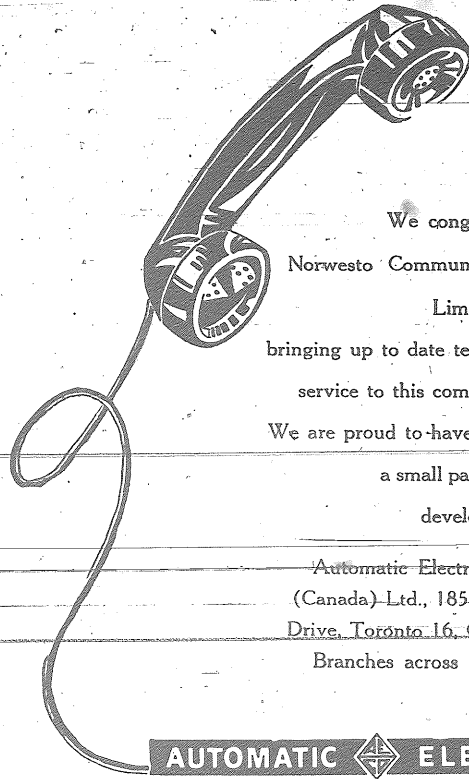 We cong
Norwesto Commun
Lim
bringing up to date te
service to this com
We are proud to have
a small pa
devel
Automatic Electr
(Canada) Ltd., 185
Drive, Toronto 16,
Branches across
AUTOMATIC ELE